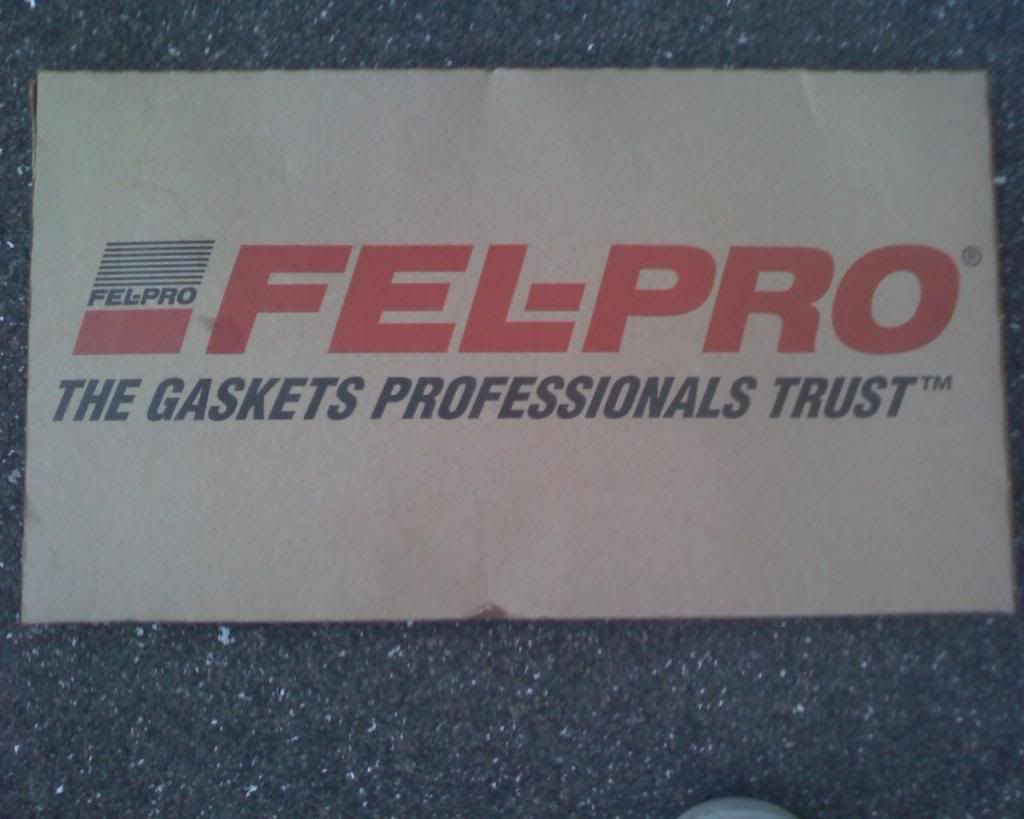 FEL-PRO
FEL-PRO®
THE GASKETS PROFESSIONALS TRUST™